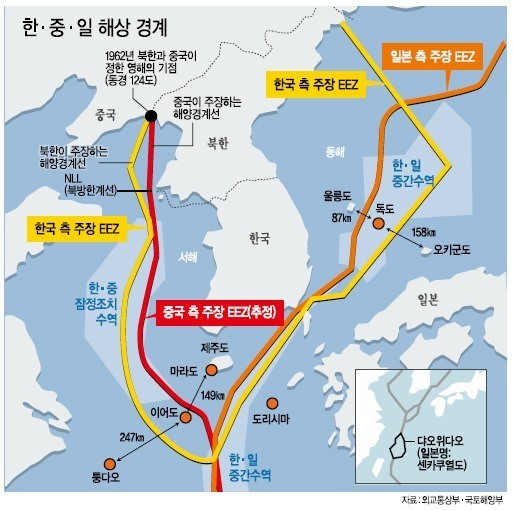 한·중·일 해상 경계
1962년 북한과 중국이
정한 영해의 기점
(동경 124도)
중국
중국이 주장하는
해양경계선
북한
북한이 주장하는
해양경계선
NLL
(북방한계선)
한국 측 주장 EEZ
일본 측 주장 EEZ
한국 측 주장 EEZ
동해
한·일
중간수역
울릉도
87km
독도
158km
오키군도
서해
한국
한·중
잠정조치
수역
중국 측 주장 EEZ(추정)
일본
제주도
마라도
149km
이어도
도리시마
247km
퉁다오
한·일
중간수역
댜오위다오
(일본명:
센카쿠열도)
자료: 외교통상부·국토해양부